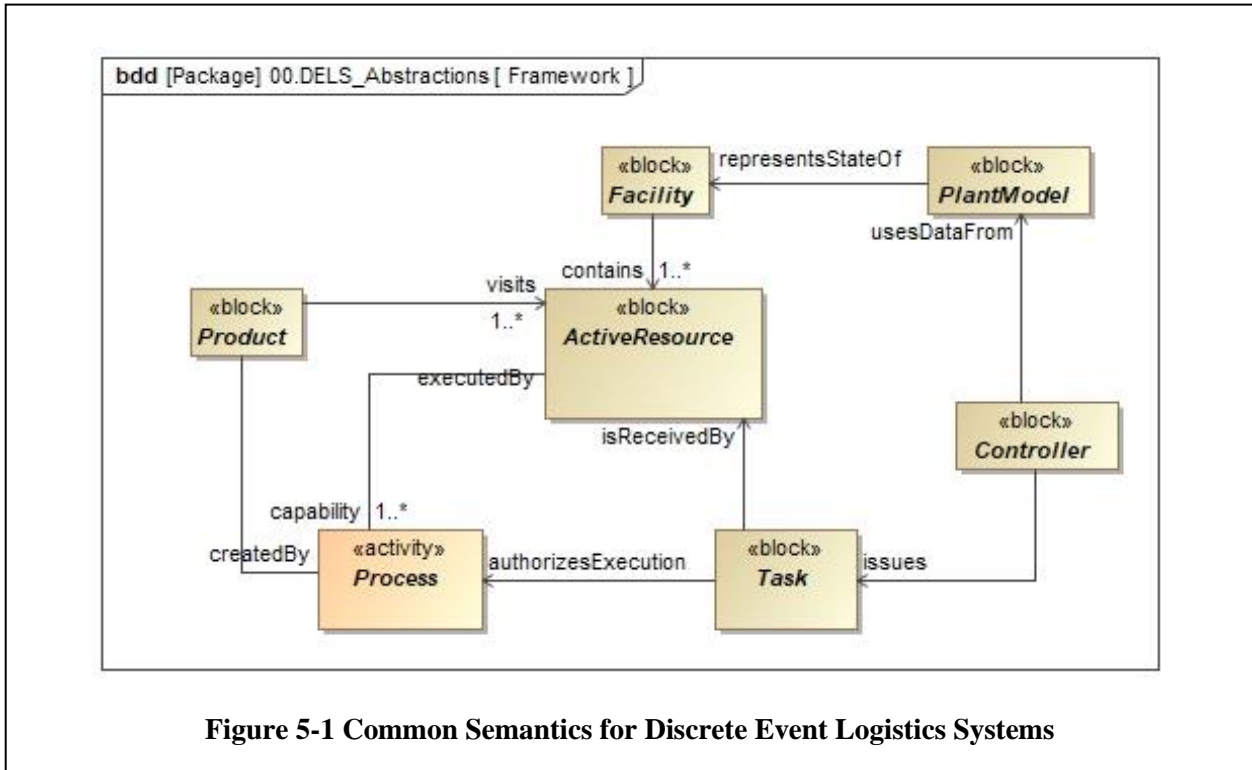 bdd [Package] 00.DELS_Abstractions [ Framework ]
«block»
Facility
representsStateOf
«block»
PlantModel
usesDataFrom
contains 1..*
visits
1..*
«block»
Product
«block»
ActiveResource
executedBy
isReceivedBy
«block»
Controller
capability 1..*
createdBy
«activity»
Process
authorizesExecution
«block»
Task
issues
Figure 5-1 Common Semantics for Discrete Event Logistics Systems